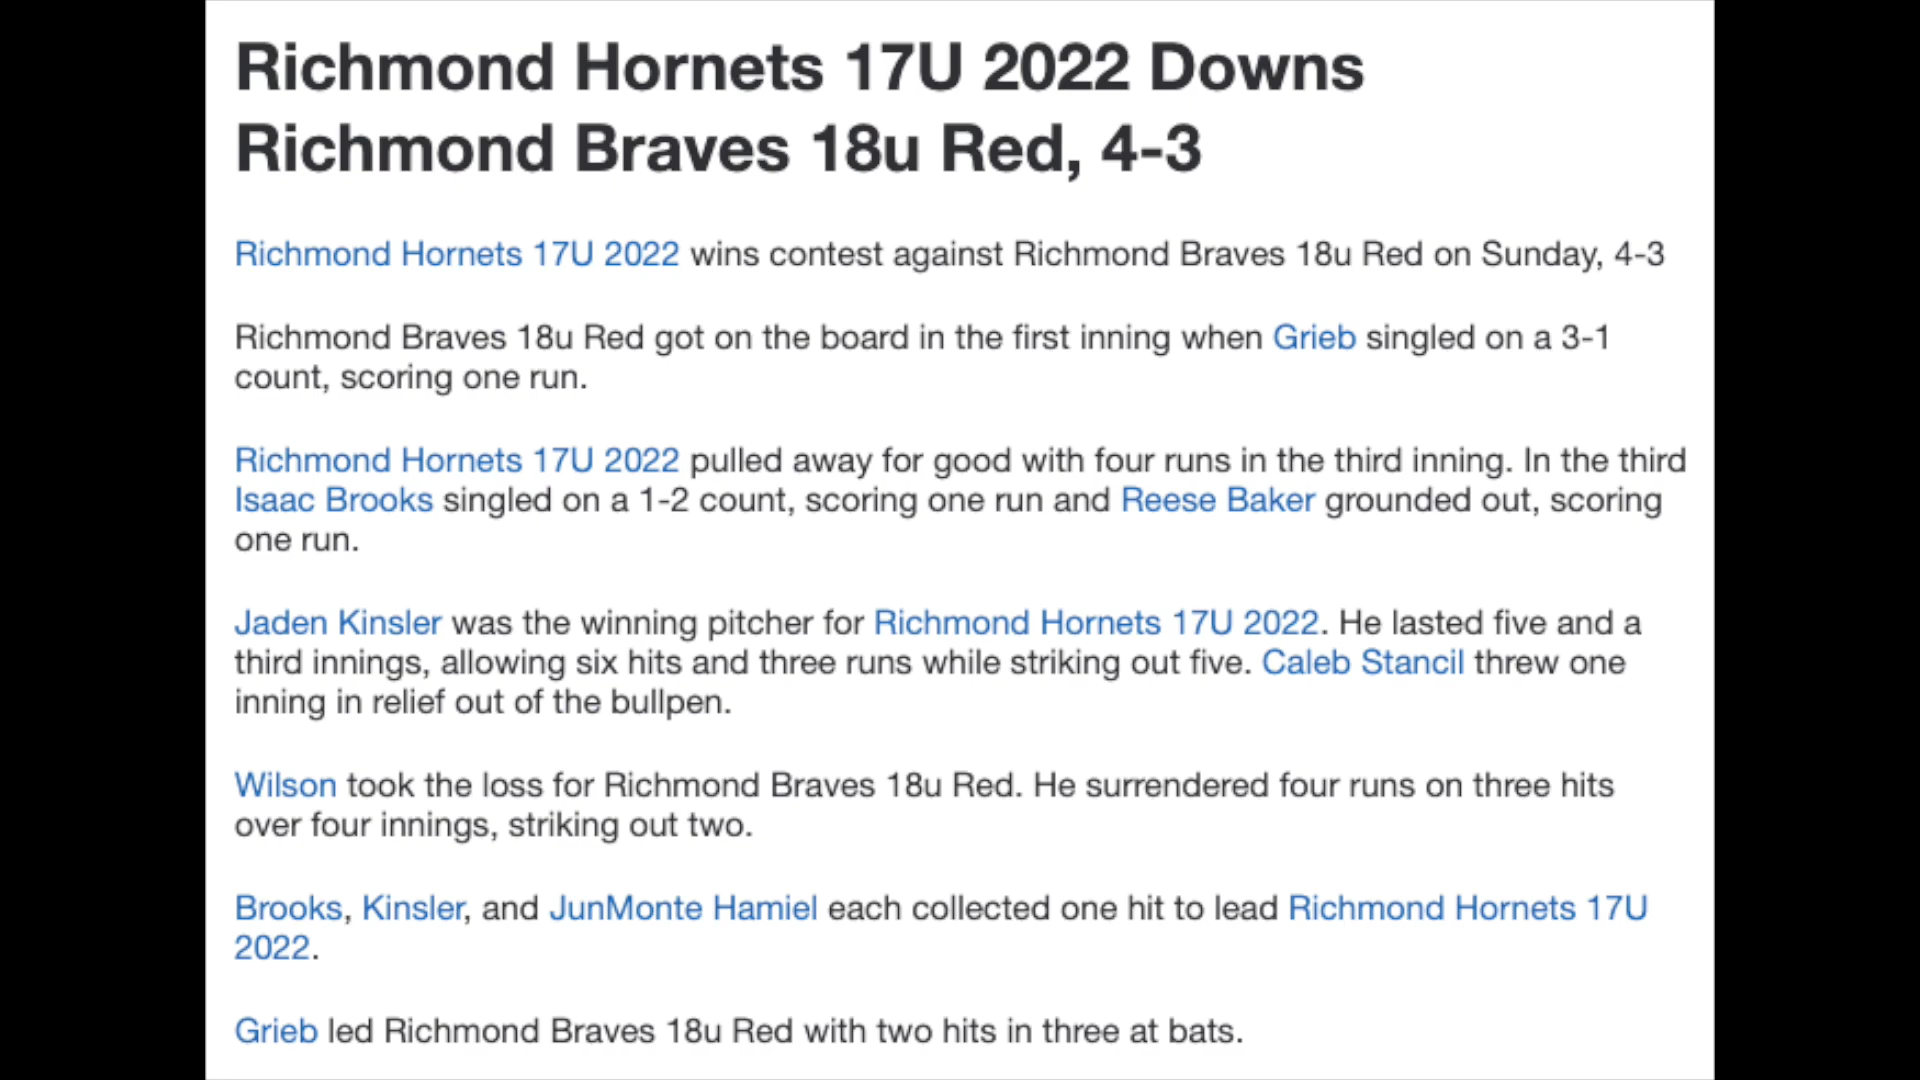 Richmond Hornets 17U 2022 Downs
Richmond Braves 18u Red, 4-3
Richmond Hornets 17U 2022 wins contest against Richmond Braves 18u Red on Sunday, 4-3
Richmond Braves 18u Red got on the board in the first inning when Grieb singled on a 3-1
count, scoring one run.
Richmond Hornets 17U 2022 pulled away for good with four runs in the third inning. In the third
Isaac Brooks singled on a 1-2 count, scoring one run and Reese Baker grounded out, scoring
one run.
Jaden Kinsler was the winning pitcher for Richmond Hornets 17U 2022. He lasted five and a
third innings, allowing six hits and three runs while striking out five. Caleb Stancil threw one
inning in relief out of the bullpen.
Wilson took the loss for Richmond Braves 18u Red. He surrendered four runs on three hits
over four innings, striking out two.
Brooks, Kinsler, and JunMonte Hamiel each collected one hit to lead Richmond Hornets 17U
2022.
Grieb led Richmond Braves 18u Red with two hits in three at bats.